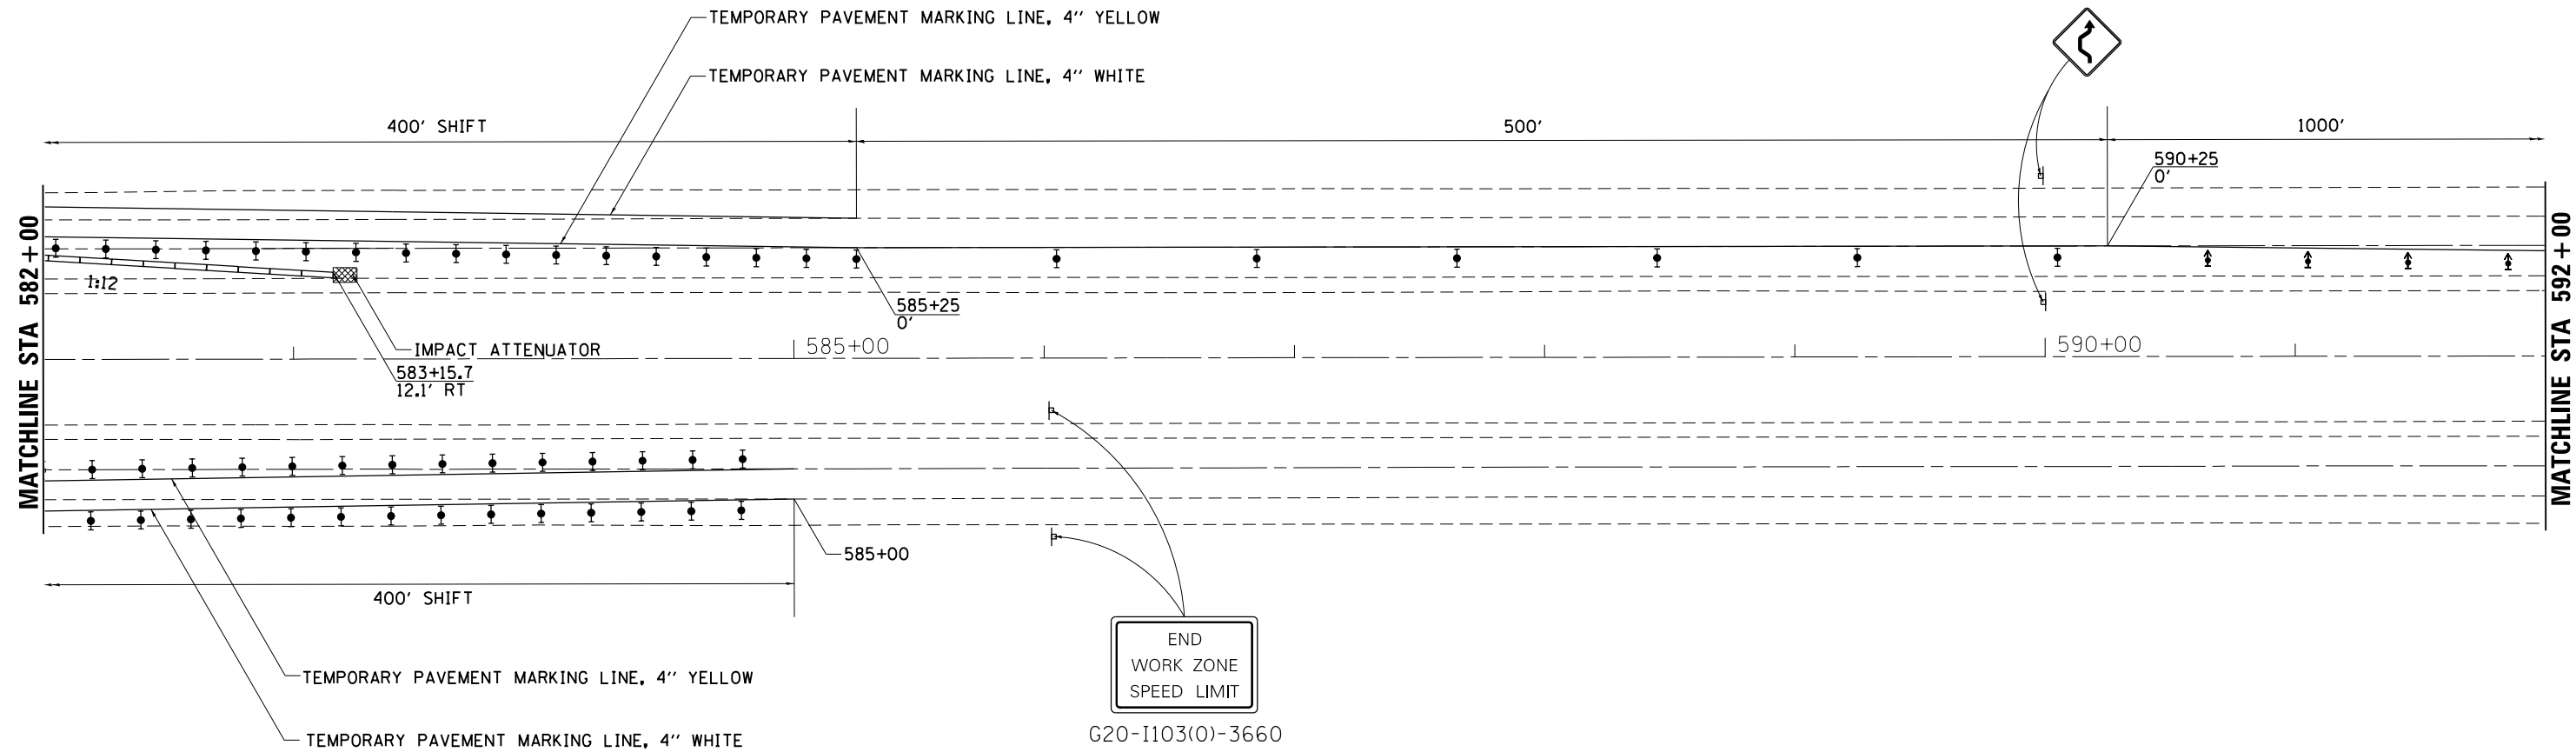 TEMPORARY PAVEMENT MARKING LINE, 4'' YELLOW
TEMPORARY PAVEMENT MARKING LINE, 4'' WHITE
400' SHIFT
500'
1000'
590+25
0'
MATCHLINE STA 582+00
1:12
585+25
0'
IMPACT ATTENUATOR
583+15.7
12.1' RT
585+00
590+00
MATCHLINE STA 592+00
585+00
400' SHIFT
END
WORK ZONE
SPEED LIMIT
G20-I103(O)-3660
TEMPORARY PAVEMENT MARKING LINE, 4'' YELLOW
TEMPORARY PAVEMENT MARKING LINE, 4'' WHITE